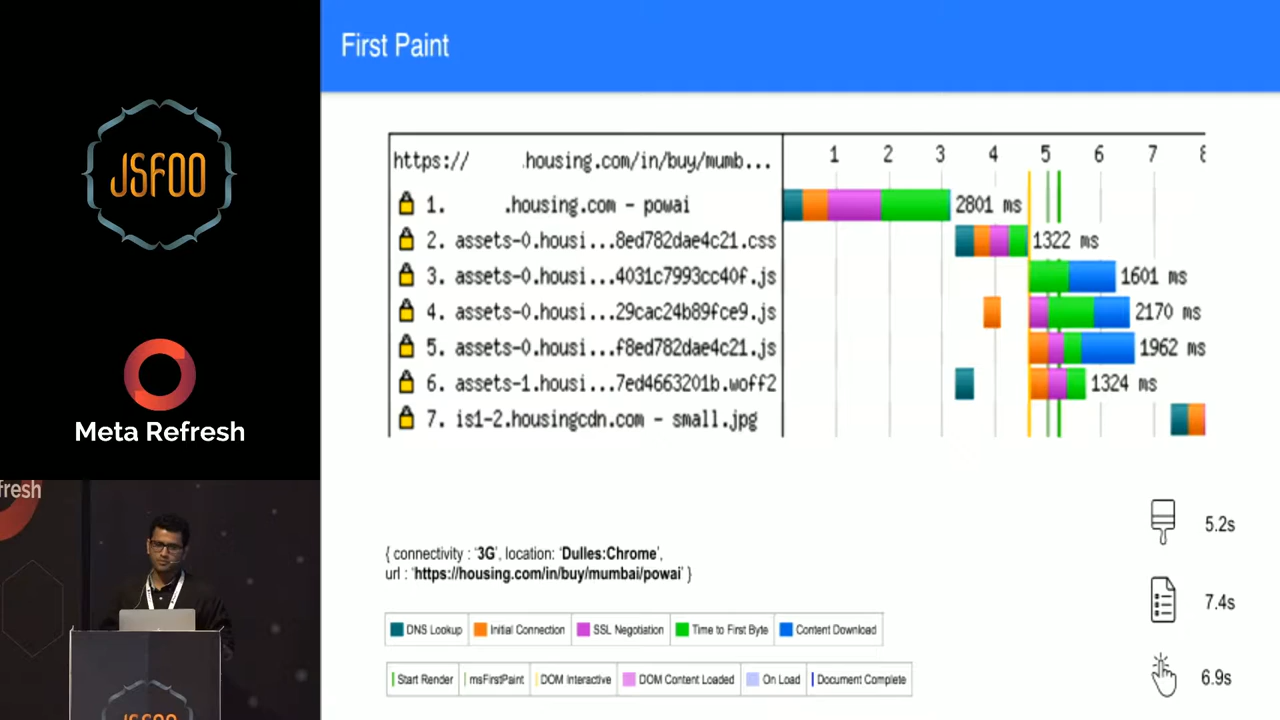 First Paint
JSFOO
Meta Refresh
https:// .housing.com/in/buy/mumb... 1 2 3 4 5 6 7 8
1. .housing.com - powai 2801 ms
2. assets-0.housi...8ed782dae4c21.css 1322 ms
3. assets-0.housi...4031c7993cc40f.js 1601 ms
4. assets-0.housi...29cac24b89fce9.js 2170 ms
5. assets-0.housi...f8ed782dae4c21.js 1962 ms
6. assets-1.housi...7ed4663201b.woff2 1324 ms
7. is1-2.housingcdn.com - small.jpg
{ connectivity : '3G', location: 'Dulles:Chrome',
url : 'https://housing.com/in/buy/mumbai/powai' }
DNS Lookup Initial Connection SSL Negotiation Time to First Byte Content Download
Start Render msFirstPaint DOM Interactive DOM Content Loaded On Load Document Complete
5.2s
7.4s
6.9s
fresh
JSFOO